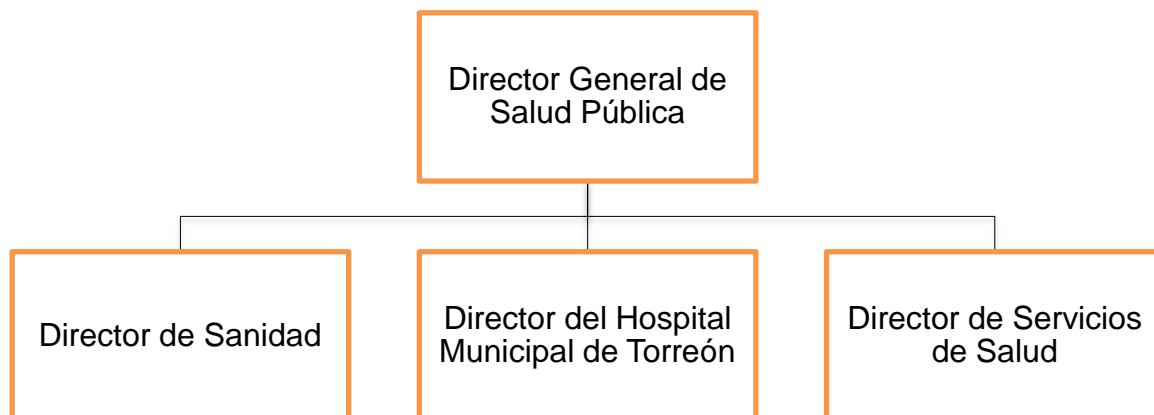 Director General de
Salud Pública
Director de Sanidad
Director del Hospital
Municipal de Torreón
Director de Servicios
de Salud